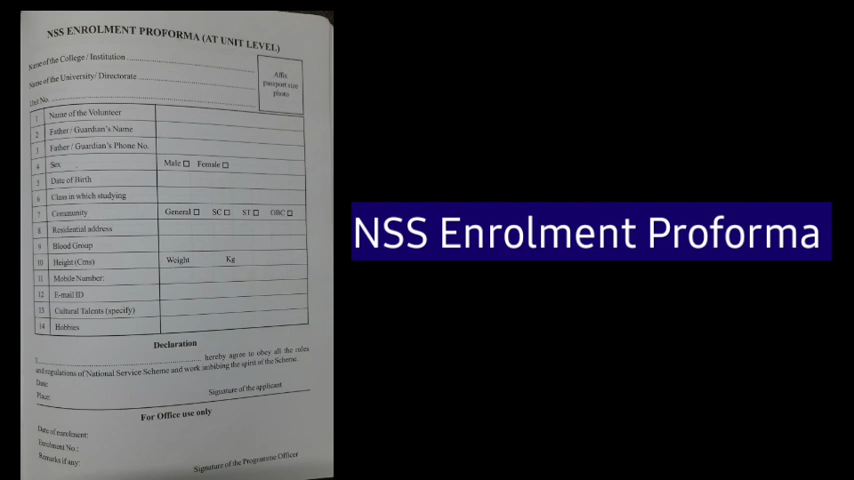 NSS ENROLMENT PROFORMA (AT UNIT LEVEL)
Name of the College / Institution
Name of the University/ Directorate
Unit No.
Affix
passport size
photo
1 Name of the Volunteer
2 Father / Guardian's Name
3 Father / Guardian's Phone No.
4 Sex Male Female
5 Date of Birth
6 Class in which studying
7 Community General SC ST OBC
8 Residential address
9 Blood Group
10 Height (Cms) Weight Kg
11 Mobile Number:
12 E-mail ID
13 Cultural Talents (specify)
14 Hobbies
Declaration
I hereby agree to obey all the rules
and regulations of National Service Scheme and work imbibing the spirit of the Scheme.
Date:
Place: Signature of the applicant
For Office use only
Date of enrolment:
Enrolment No.:
Remarks if any:
Signature of the Programme Officer
NSS Enrolment Proforma